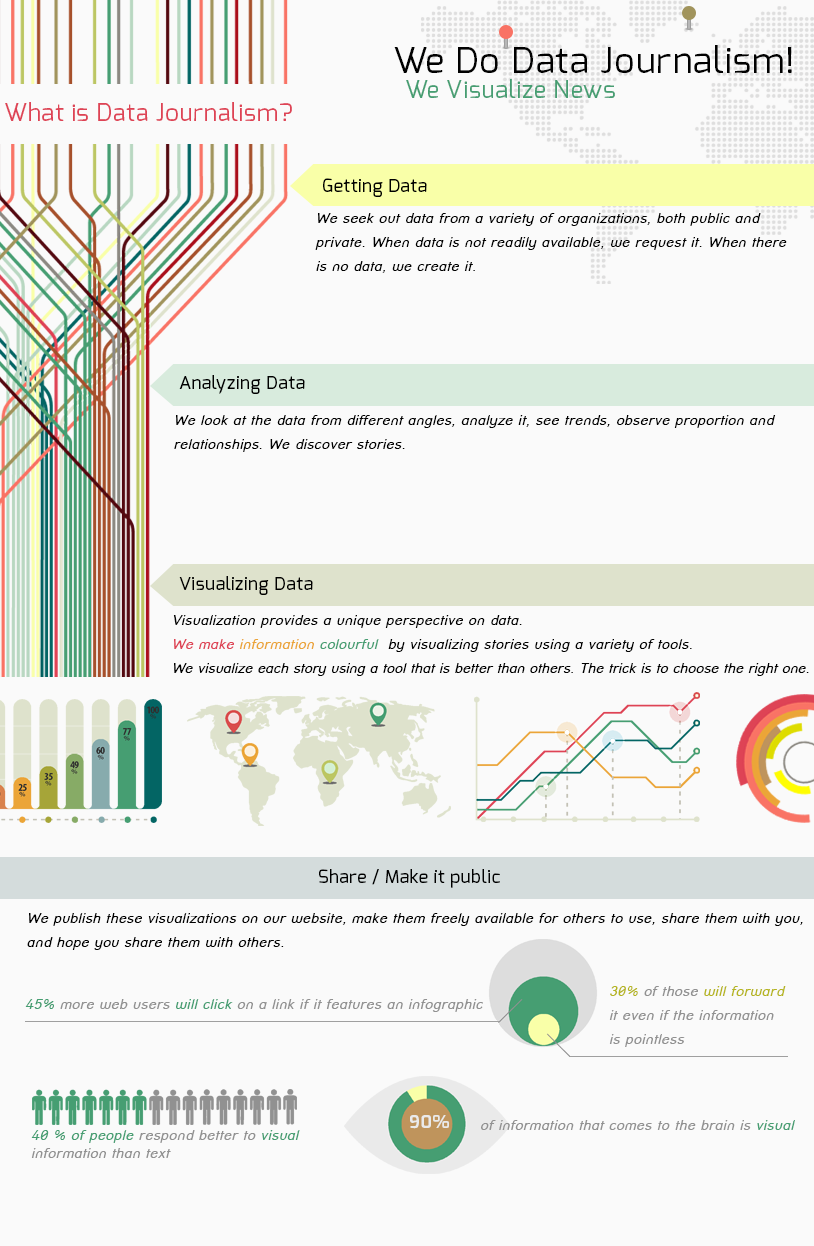 We Do Data Journalism!
We Visualize News
What is Data Journalism?
Getting Data
We seek out data from a variety of organizations, both public and
private. When data is not readily available, we request it. When there
is no data, we create it.
Analyzing Data
We look at the data from different angles, analyze it, see trends, observe proportion and
relationships. We discover stories.
Visualizing Data
Visualization provides a unique perspective on data.
We make information colourful by visualizing stories using a variety of tools.
We visualize each story using a tool that is better than others. The trick is to choose the right one.
25 %
35 %
49 %
60 %
77 %
100 %
Share / Make it public
We publish these visualizations on our website, make them freely available for others to use, share them with you,
and hope you share them with others.
45% more web users will click on a link if it features an infographic
30% of those will forward
it even if the information
is pointless
40 % of people respond better to visual
information than text
90%
of information that comes to the brain is visual